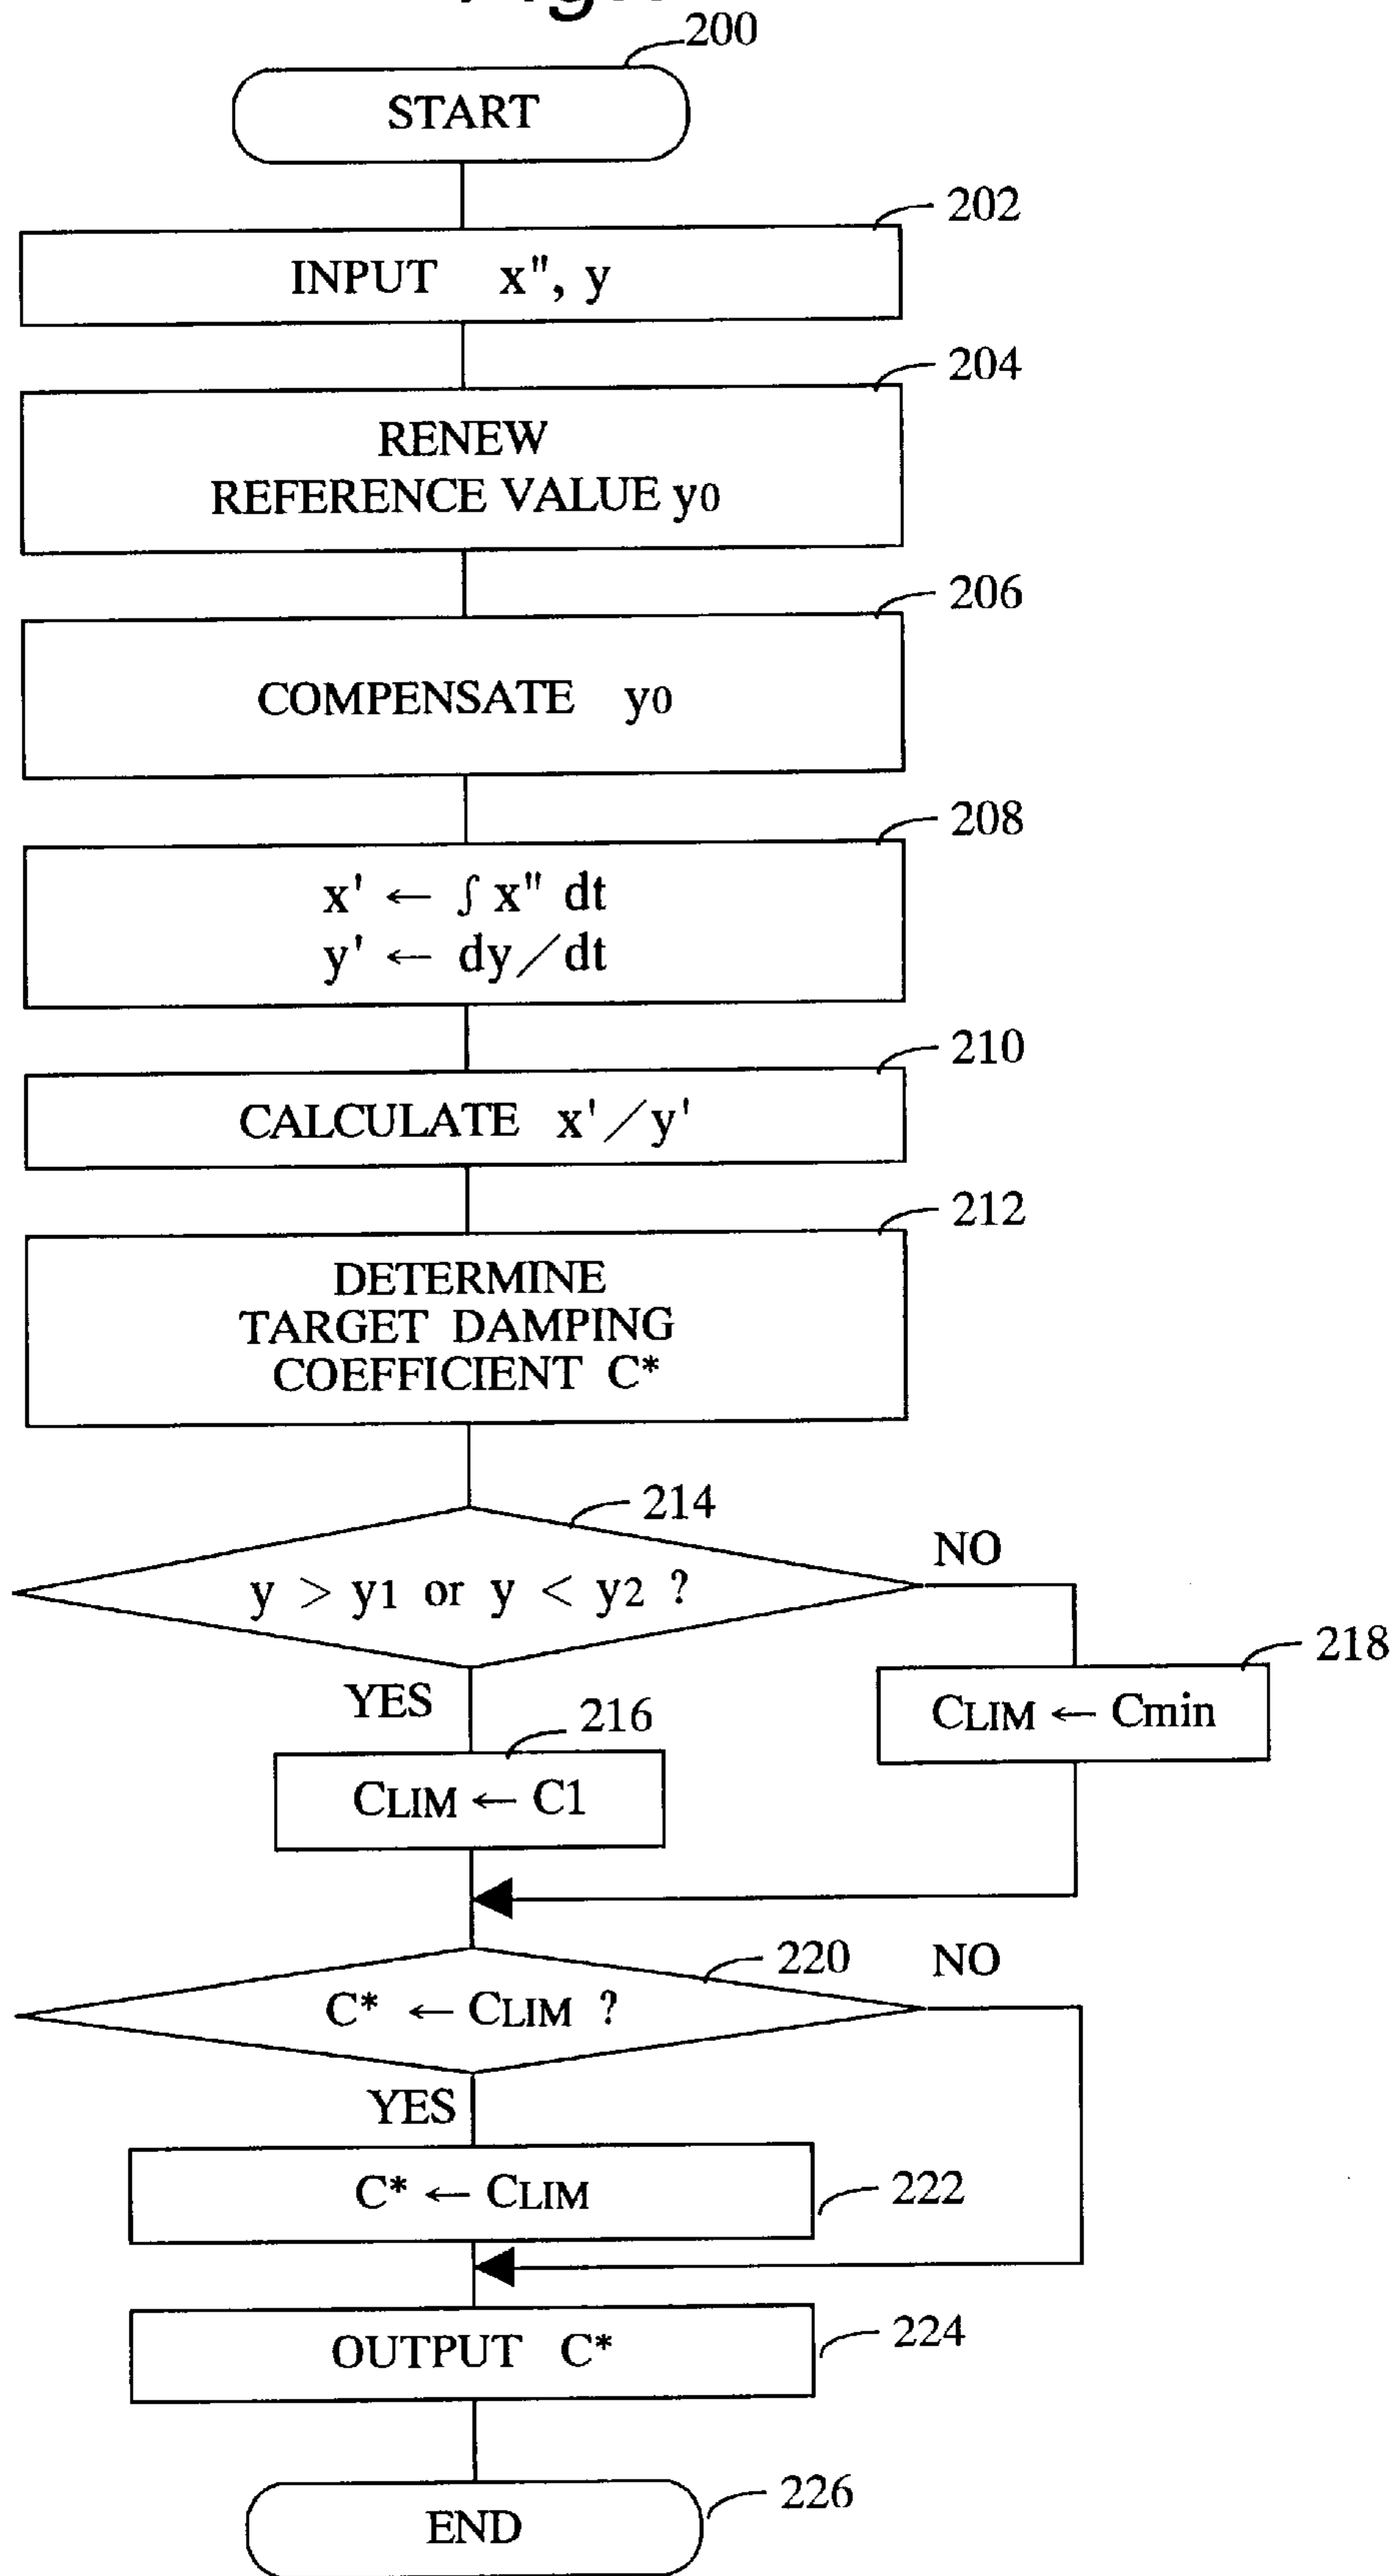 200
START
202
INPUT x", y
204
RENEW
REFERENCE VALUE y0
206
COMPENSATE y0
208
x' ← ∫ x" dt
y' ← dy/dt
210
CALCULATE x'/y'
212
DETERMINE
TARGET DAMPING
COEFFICIENT C*
214
NO
y > y1 or y < y2 ?
218
YES
CLIM ← Cmin
216
CLIM ← C1
220
NO
C* ← CLIM ?
YES
C* ← CLIM
222
OUTPUT C*
224
END
226